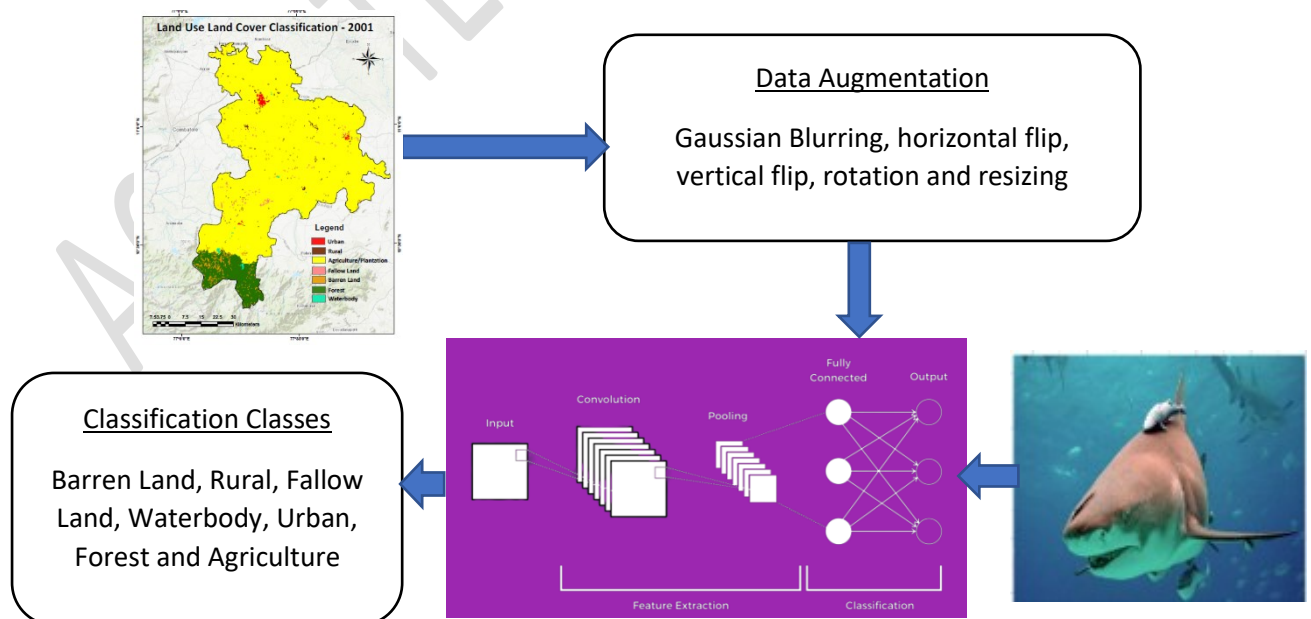 Land Use Land Cover Classification - 2001
Legend
Urban
Rural
Agriculture/Plantation
Fallow Land
Barren Land
Forest
Waterbody
Kilometers
Data Augmentation
Gaussian Blurring, horizontal flip,
vertical flip, rotation and resizing
Classification Classes
Barren Land, Rural, Fallow
Land, Waterbody, Urban,
Forest and Agriculture
Input
Convolution
Pooling
Fully
Connected
Output
Feature Extraction
Classification